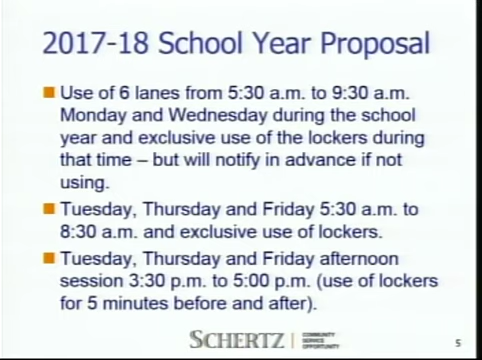 2017-18 School Year Proposal
Use of 6 lanes from 5:30 a.m. to 9:30 a.m.
Monday and Wednesday during the school
year and exclusive use of the lockers during
that time – but will notify in advance if not
using.
Tuesday, Thursday and Friday 5:30 a.m. to
8:30 a.m. and exclusive use of lockers.
Tuesday, Thursday and Friday afternoon
session 3:30 p.m. to 5:00 p.m. (use of lockers
for 5 minutes before and after).
SCHERTZ
COMMUNITY
SERVICE
OPPORTUNITY
5